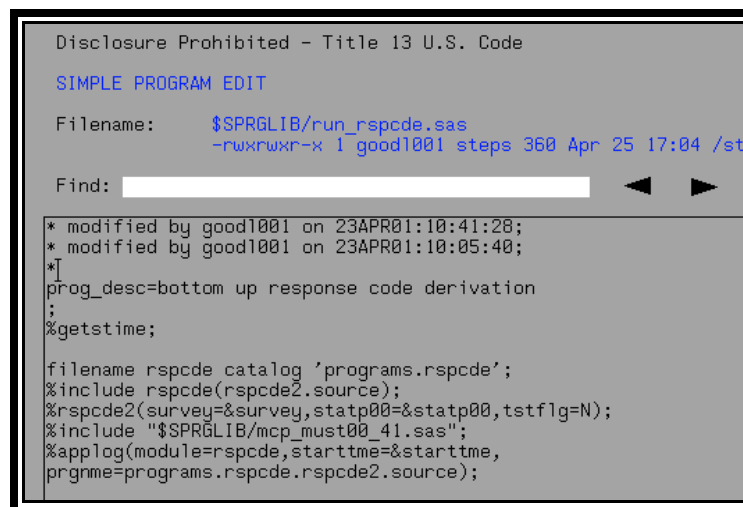 Disclosure Prohibited - Title 13 U.S. Code
SIMPLE PROGRAM EDIT
Filename: $SPRGLIB/run_rspcde.sas
-rwxrwxr-x 1 goodl001 steps 360 Apr 25 17:04 /st
Find:
* modified by goodl001 on 23APR01:10:41:28;
* modified by goodl001 on 23APR01:10:05:40;
*
prog_desc=bottom up response code derivation
;
%getstime;
filename rspcde catalog 'programs.rspcde';
%include rspcde(rspcde2.source);
%rspcde2(survey=&survey,statp00=&statp00,tstflg=N);
%include "$SPRGLIB/mcp_must00_41.sas";
%applog(module=rspcde,starttme=&starttme,
prgnme=programs.rspcde.rspcde2.source);